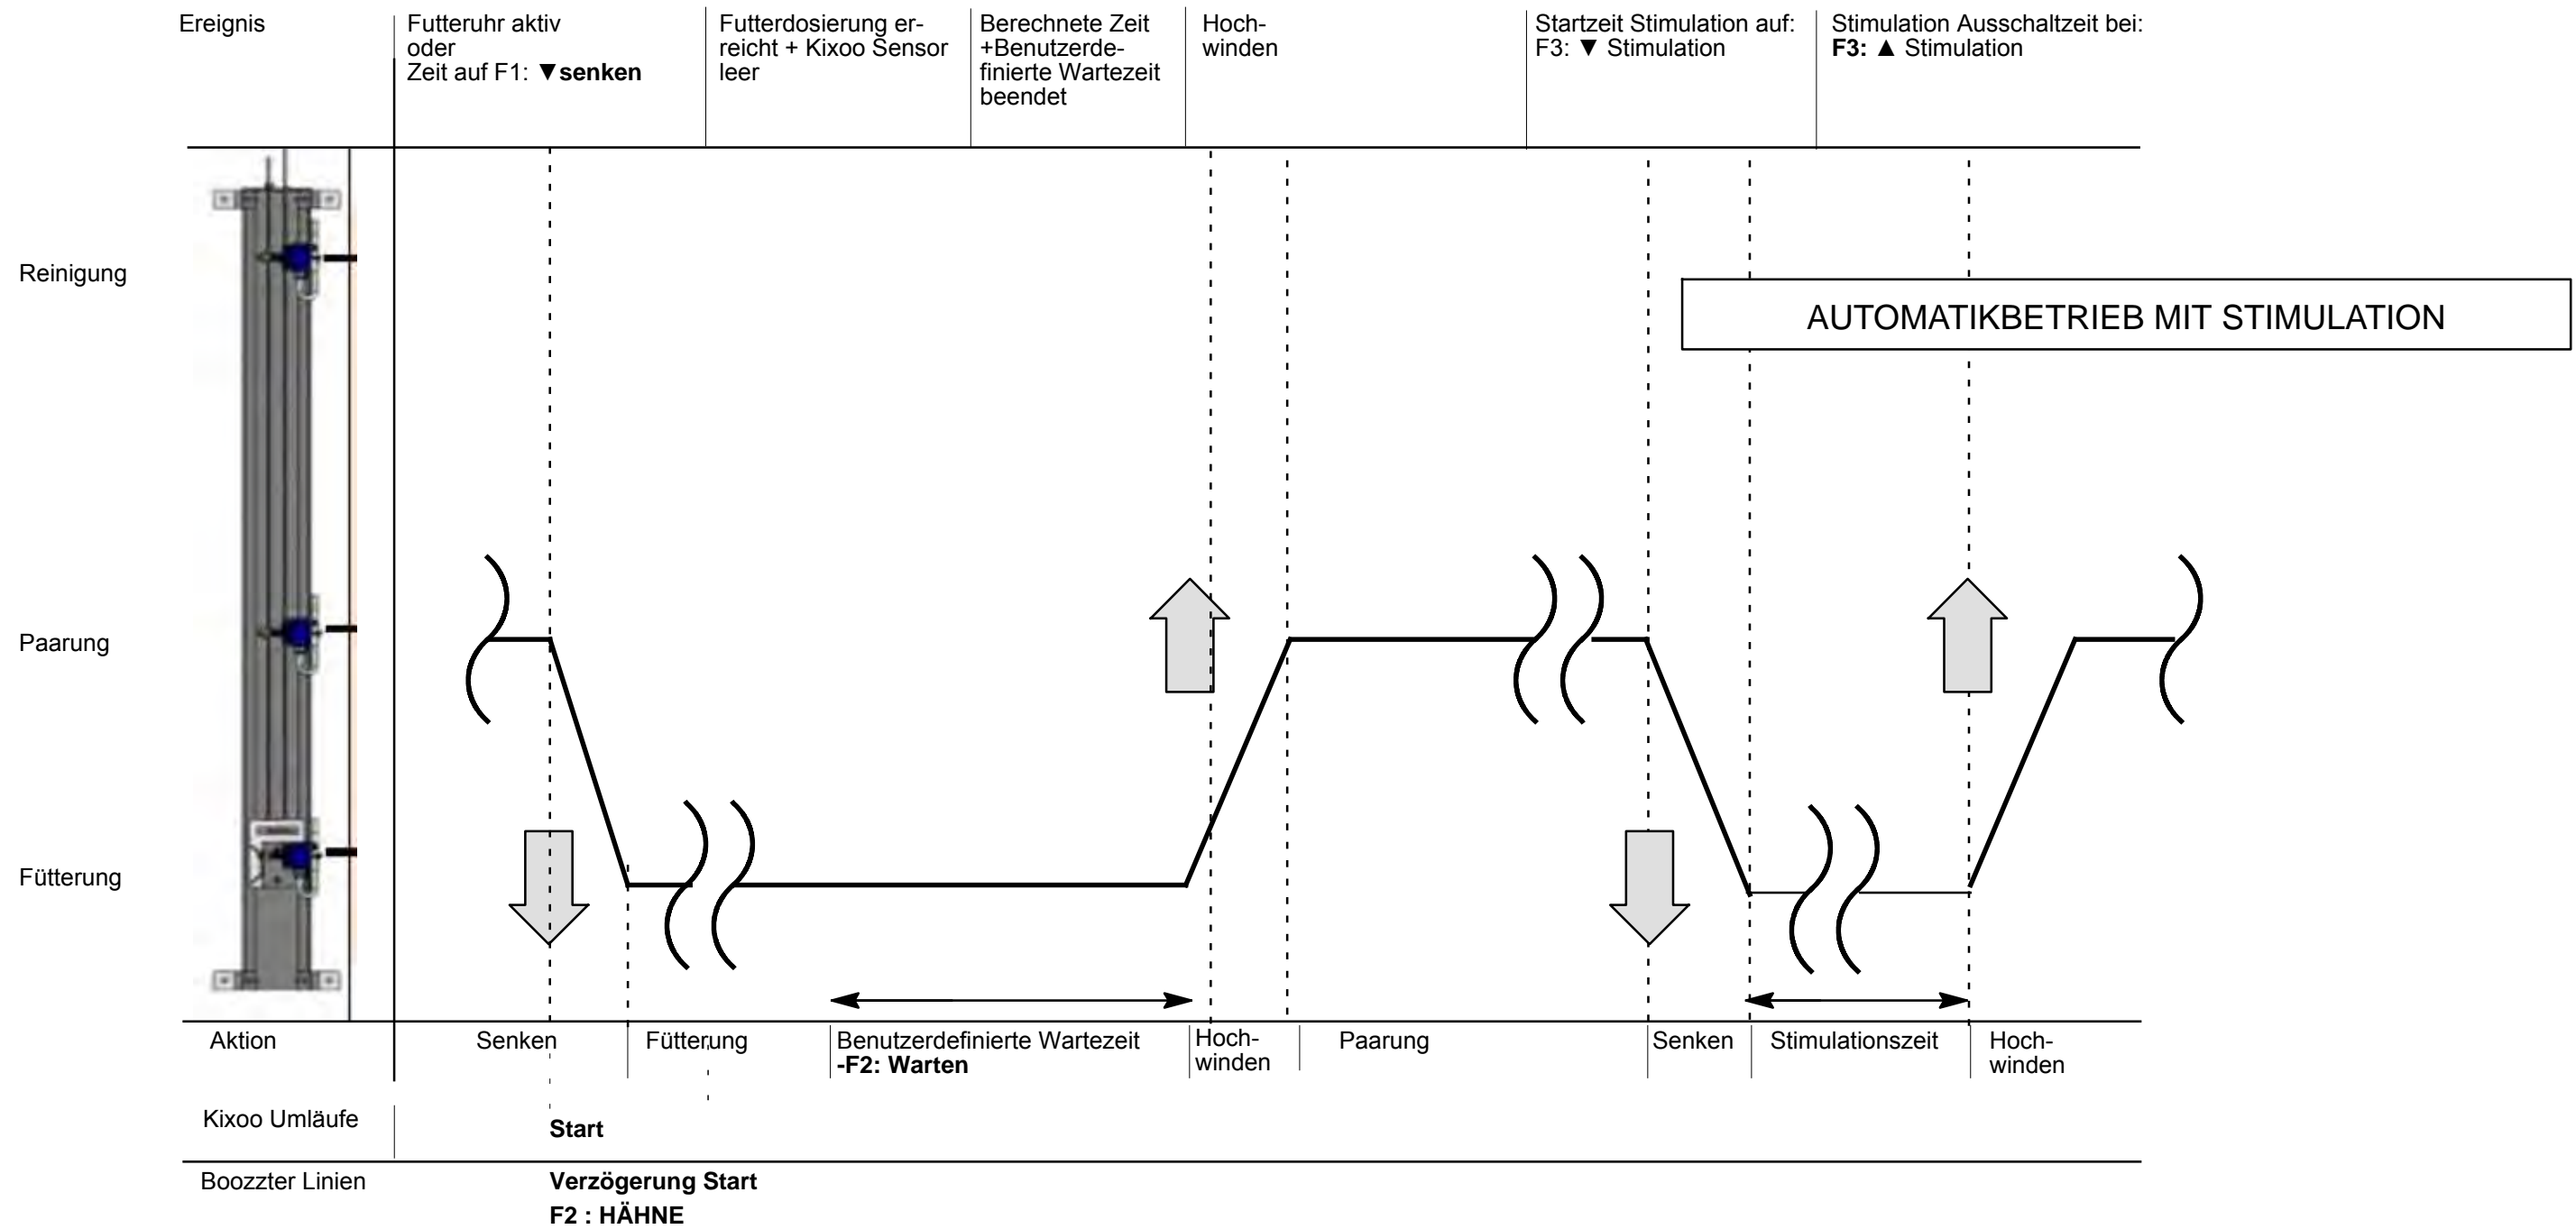 Ereignis
Futteruhr aktiv
oder
Zeit auf F1: ▼senken
Futterdosierung er-
reicht + Kixoo Sensor
leer
Berechnete Zeit
+Benutzerde-
finierte Wartezeit
beendet
Hoch-
winden
Startzeit Stimulation auf:
F3: ▼ Stimulation
Stimulation Ausschaltzeit bei:
F3: ▲ Stimulation
Reinigung
AUTOMATIKBETRIEB MIT STIMULATION
Paarung
Fütterung
Aktion
Senken
Fütterung
Benutzerdefinierte Wartezeit
-F2: Warten
Hoch-
winden
Paarung
Senken
Stimulationszeit
Hoch-
winden
Kixoo Umläufe
Start
Boozzter Linien
Verzögerung Start
F2 : HÄHNE